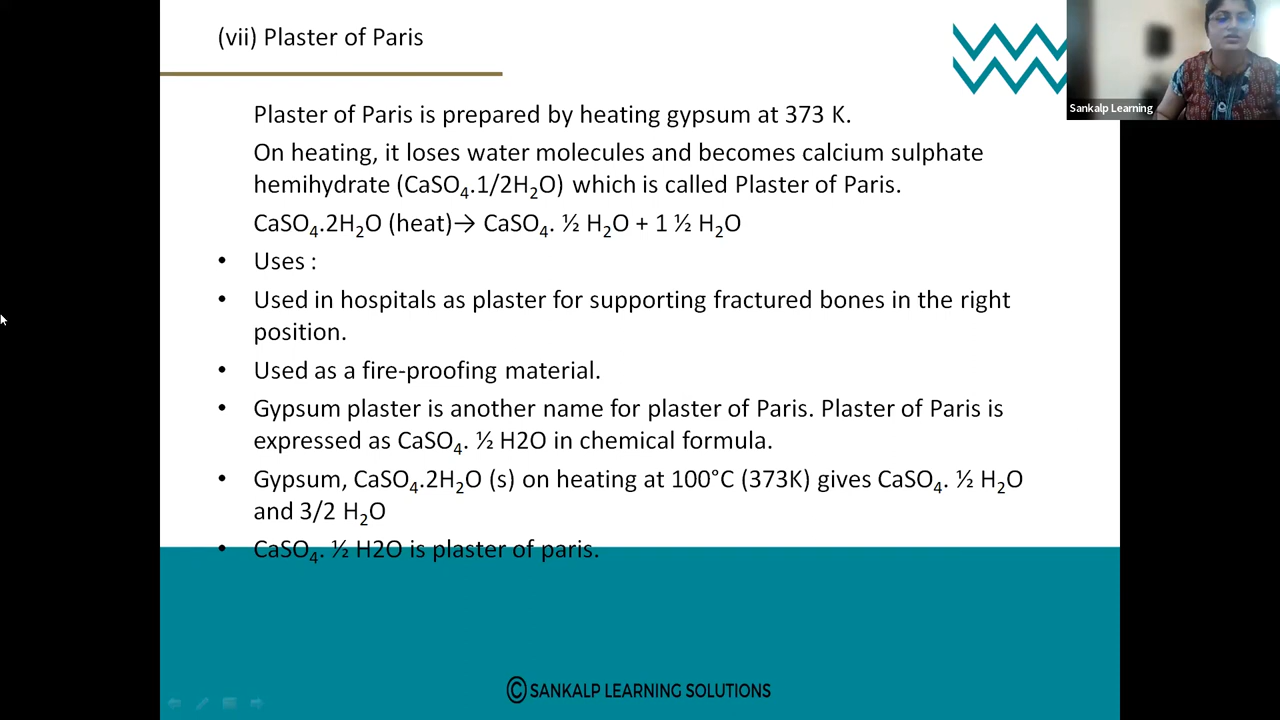 (vii) Plaster of Paris
Sankalp Learning
Plaster of Paris is prepared by heating gypsum at 373 K.
On heating, it loses water molecules and becomes calcium sulphate
hemihydrate (CaSO₄.1/2H₂O) which is called Plaster of Paris.
CaSO₄.2H₂O (heat)→ CaSO₄. ½ H₂O + 1 ½ H₂O
• Uses :
• Used in hospitals as plaster for supporting fractured bones in the right
position.
• Used as a fire-proofing material.
• Gypsum plaster is another name for plaster of Paris. Plaster of Paris is
expressed as CaSO₄. ½ H2O in chemical formula.
• Gypsum, CaSO₄.2H₂O (s) on heating at 100°C (373K) gives CaSO₄. ½ H₂O
and 3/2 H₂O
• CaSO₄. ½ H2O is plaster of paris.
© SANKALP LEARNING SOLUTIONS